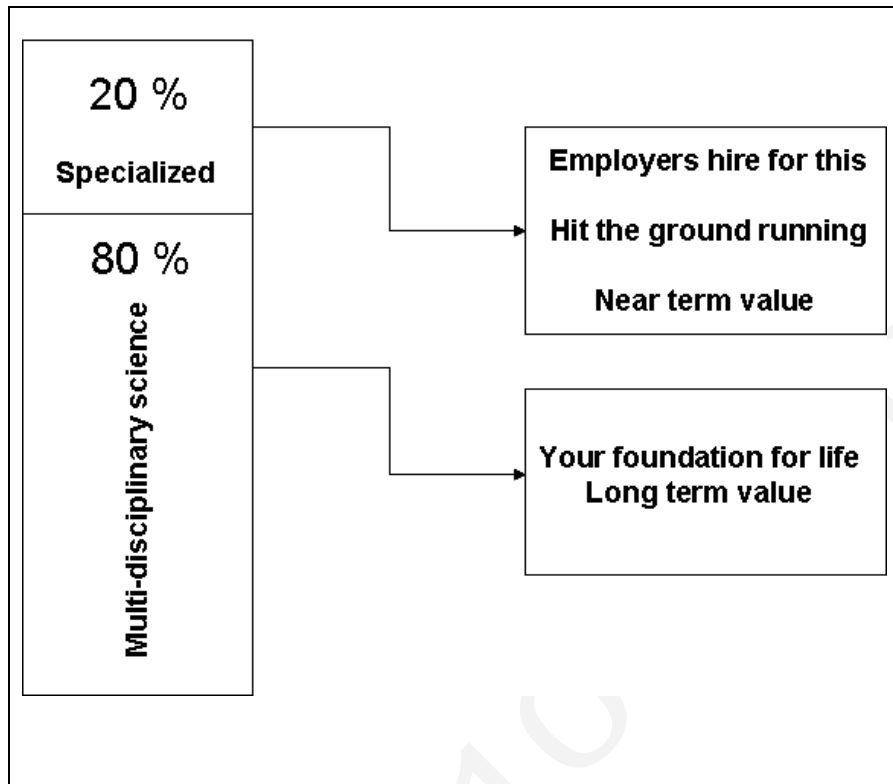 20 %
Specialized
80 %
Multi-disciplinary science
Employers hire for this
Hit the ground running
Near term value
Your foundation for life
Long term value